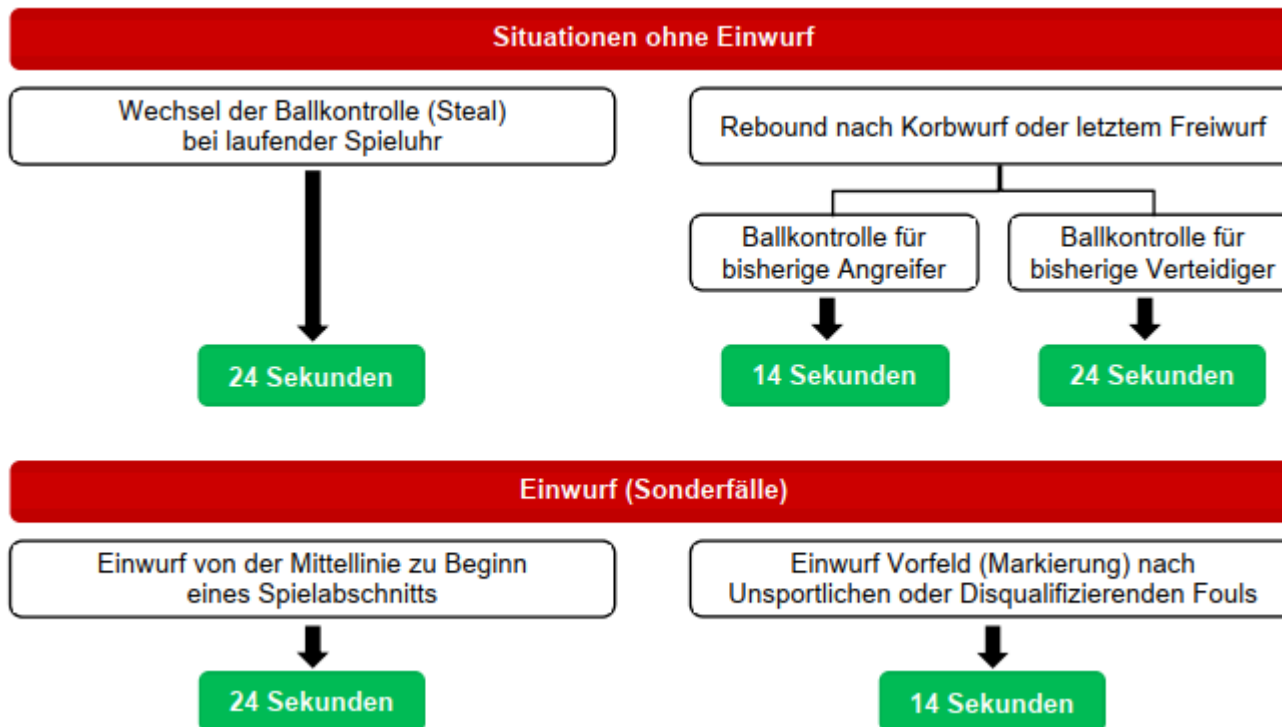 Situationen ohne Einwurf
Wechsel der Ballkontrolle (Steal)
bei laufender Spieluhr
24 Sekunden
Rebound nach Korbwurf oder letztem Freiwurf
Ballkontrolle für
bisherige Angreifer
14 Sekunden
Ballkontrolle für
bisherige Verteidiger
24 Sekunden
Einwurf (Sonderfälle)
Einwurf von der Mittellinie zu Beginn
eines Spielabschnitts
24 Sekunden
Einwurf Vorfeld (Markierung) nach
Unsportlichen oder Disqualifizierenden Fouls
14 Sekunden